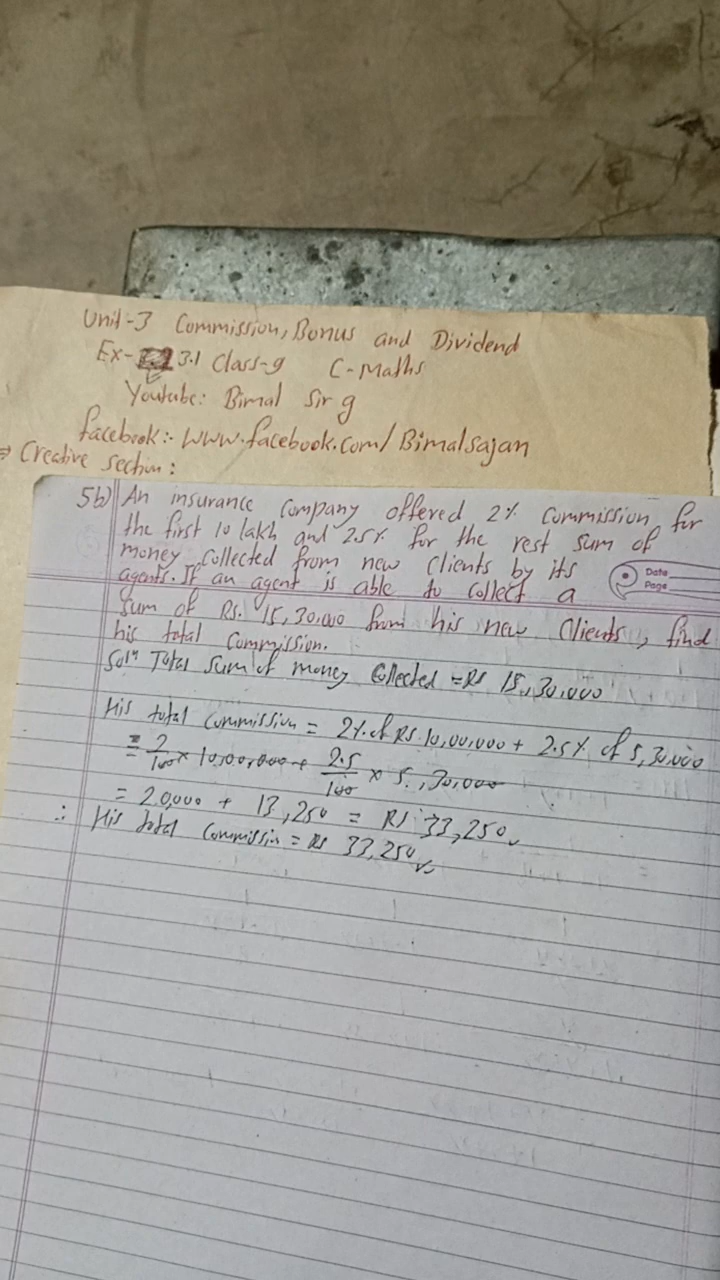 Unit-3 Commission, Bonus and Dividend
Ex- 3.1 Class-9 C-Maths
Youtube: Bimal Sir g
facebook:- www.facebook.com/Bimalsajan
⇒ Creative section:
5b) An insurance Company offered 2% Commission for
the first 10 lakh and 2.5% for the rest sum of
money collected from new clients by its
agents. If an agent is able to collect a
Date
Page
sum of RS. 15,30,000 from his new clients, find
his total Commission.
Solⁿ Total sum of money Collected = RS 15,30,000
His total commission = 2% of RS. 10,00,000 + 2.5% of 5,30,000
= 2/100 × 10,00,000 + 2.5/100 × 5,30,000
= 20,000 + 13,250 = RS 33,250
∴ His total Commissin = RS 33,250